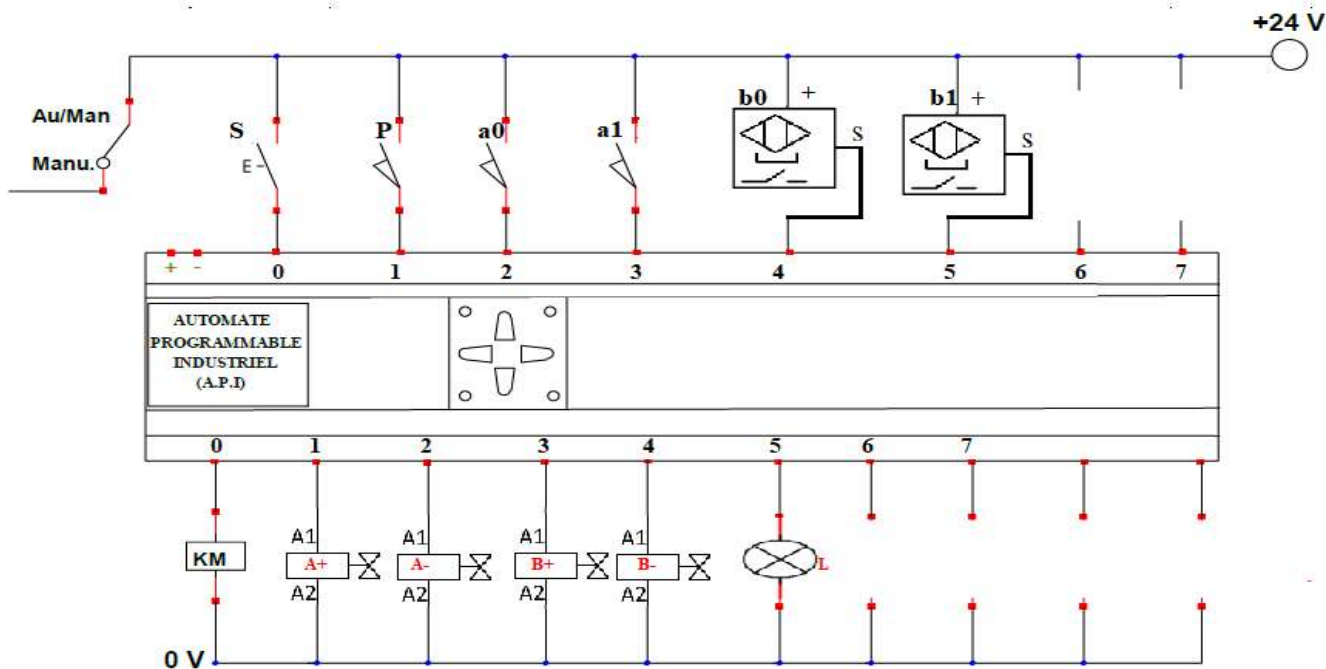 +24 V
Au/Man
Manu.
S
E
P
a0
a1
b0
+
S
b1
+
S
+ -
0 1 2 3 4 5 6 7
AUTOMATE
PROGRAMMABLE
INDUSTRIEL
(A.P.I)
0 1 2 3 4 5 6 7
A1 A1 A1 A1
KM A+ A- B+ B- L
A2 A2 A2 A2
0 V